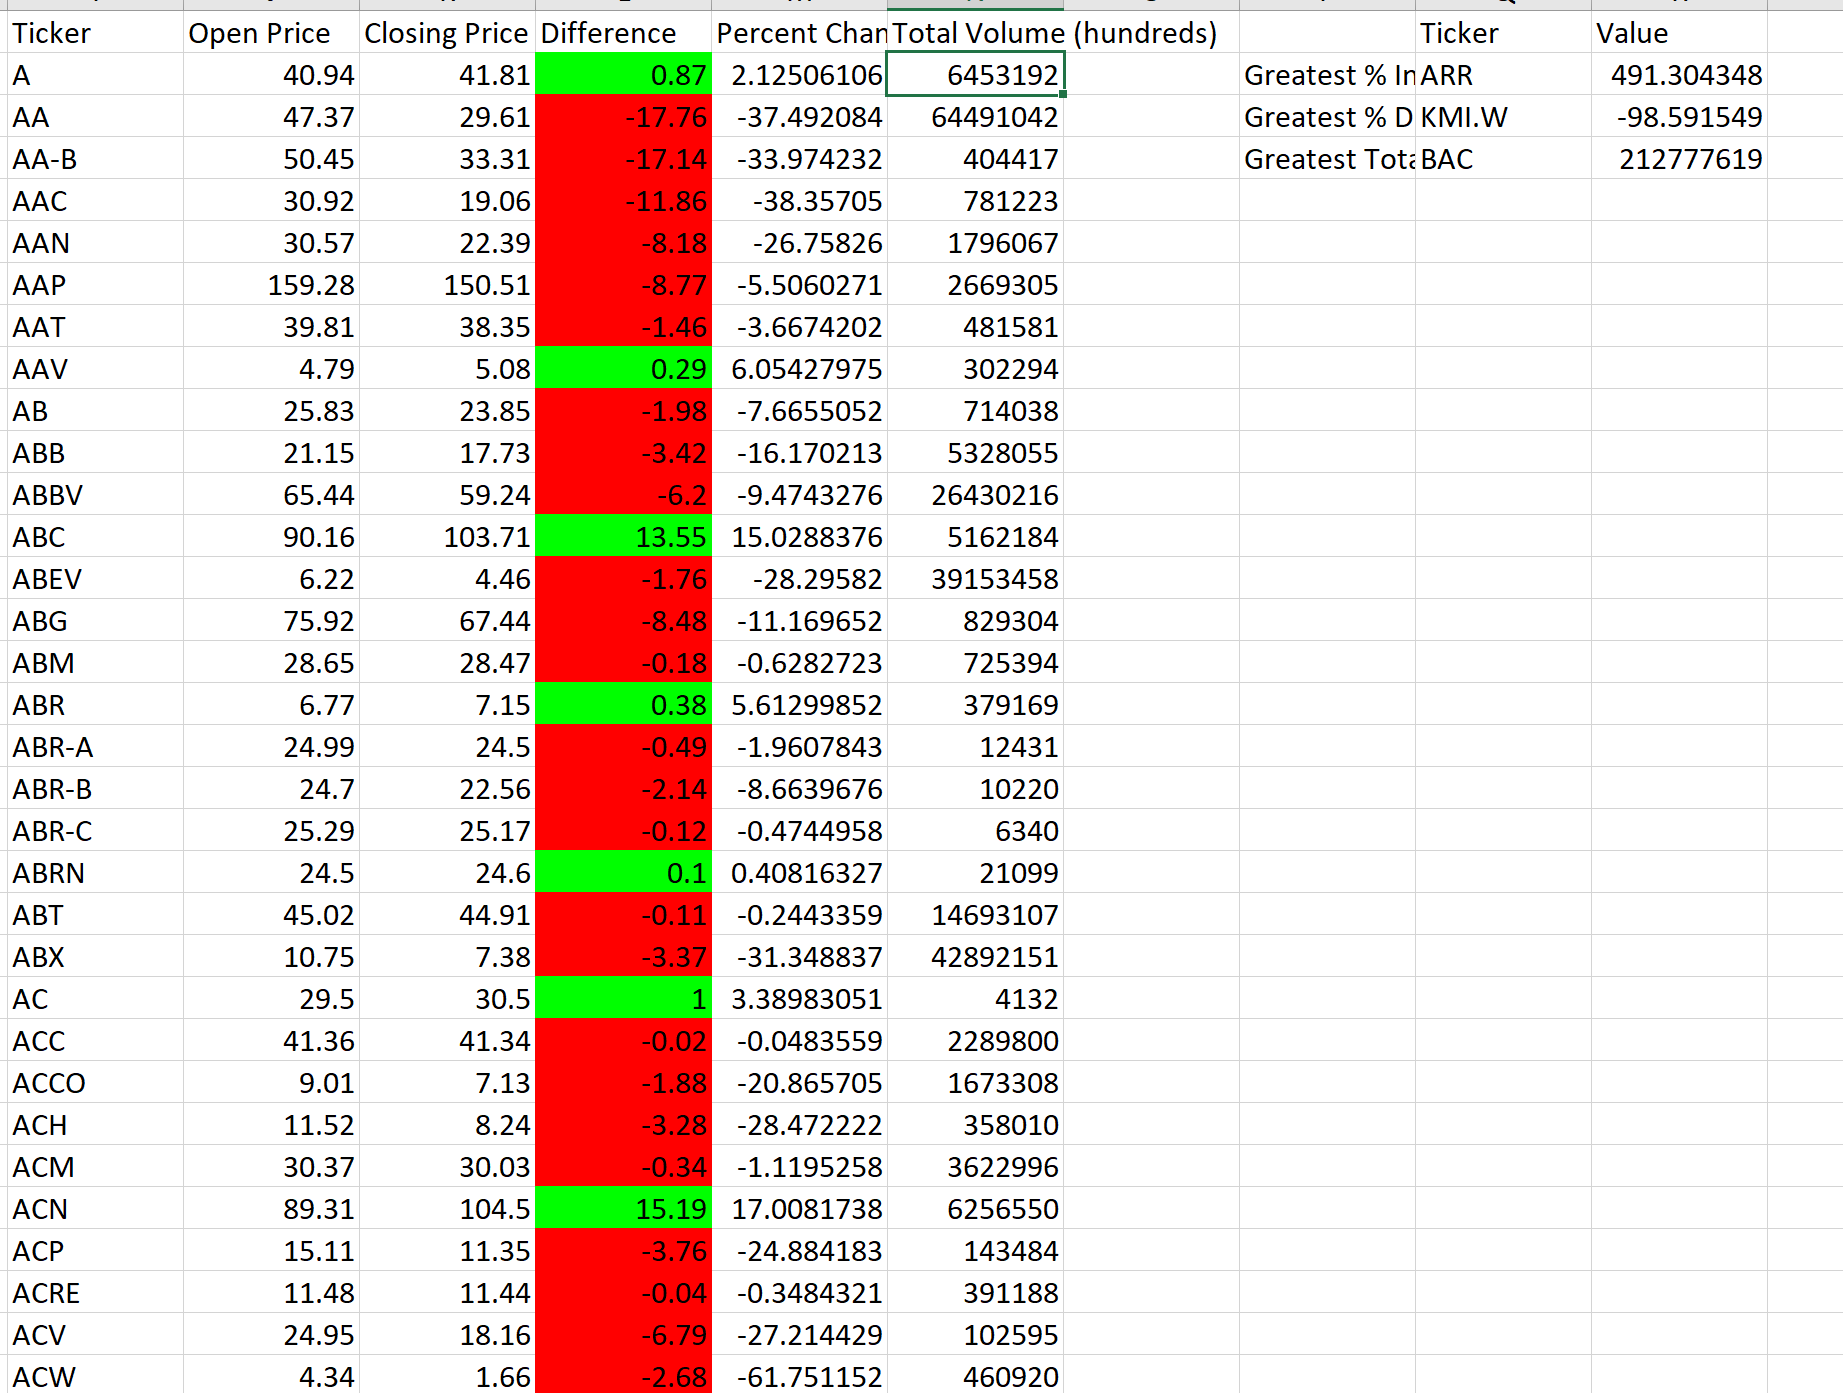 Ticker Open Price Closing Price Difference Percent Chan Total Volume (hundreds) Ticker Value
A 40.94 41.81 0.87 2.12506106 6453192 Greatest % In ARR 491.304348
AA 47.37 29.61 -17.76 -37.492084 64491042 Greatest % D KMI.W -98.591549
AA-B 50.45 33.31 -17.14 -33.974232 404417 Greatest Tota BAC 212777619
AAC 30.92 19.06 -11.86 -38.35705 781223
AAN 30.57 22.39 -8.18 -26.75826 1796067
AAP 159.28 150.51 -8.77 -5.5060271 2669305
AAT 39.81 38.35 -1.46 -3.6674202 481581
AAV 4.79 5.08 0.29 6.05427975 302294
AB 25.83 23.85 -1.98 -7.6655052 714038
ABB 21.15 17.73 -3.42 -16.170213 5328055
ABBV 65.44 59.24 -6.2 -9.4743276 26430216
ABC 90.16 103.71 13.55 15.0288376 5162184
ABEV 6.22 4.46 -1.76 -28.29582 39153458
ABG 75.92 67.44 -8.48 -11.169652 829304
ABM 28.65 28.47 -0.18 -0.6282723 725394
ABR 6.77 7.15 0.38 5.61299852 379169
ABR-A 24.99 24.5 -0.49 -1.9607843 12431
ABR-B 24.7 22.56 -2.14 -8.6639676 10220
ABR-C 25.29 25.17 -0.12 -0.4744958 6340
ABRN 24.5 24.6 0.1 0.40816327 21099
ABT 45.02 44.91 -0.11 -0.2443359 14693107
ABX 10.75 7.38 -3.37 -31.348837 42892151
AC 29.5 30.5 1 3.38983051 4132
ACC 41.36 41.34 -0.02 -0.0483559 2289800
ACCO 9.01 7.13 -1.88 -20.865705 1673308
ACH 11.52 8.24 -3.28 -28.472222 358010
ACM 30.37 30.03 -0.34 -1.1195258 3622996
ACN 89.31 104.5 15.19 17.0081738 6256550
ACP 15.11 11.35 -3.76 -24.884183 143484
ACRE 11.48 11.44 -0.04 -0.3484321 391188
ACV 24.95 18.16 -6.79 -27.214429 102595
ACW 4.34 1.66 -2.68 -61.751152 460920